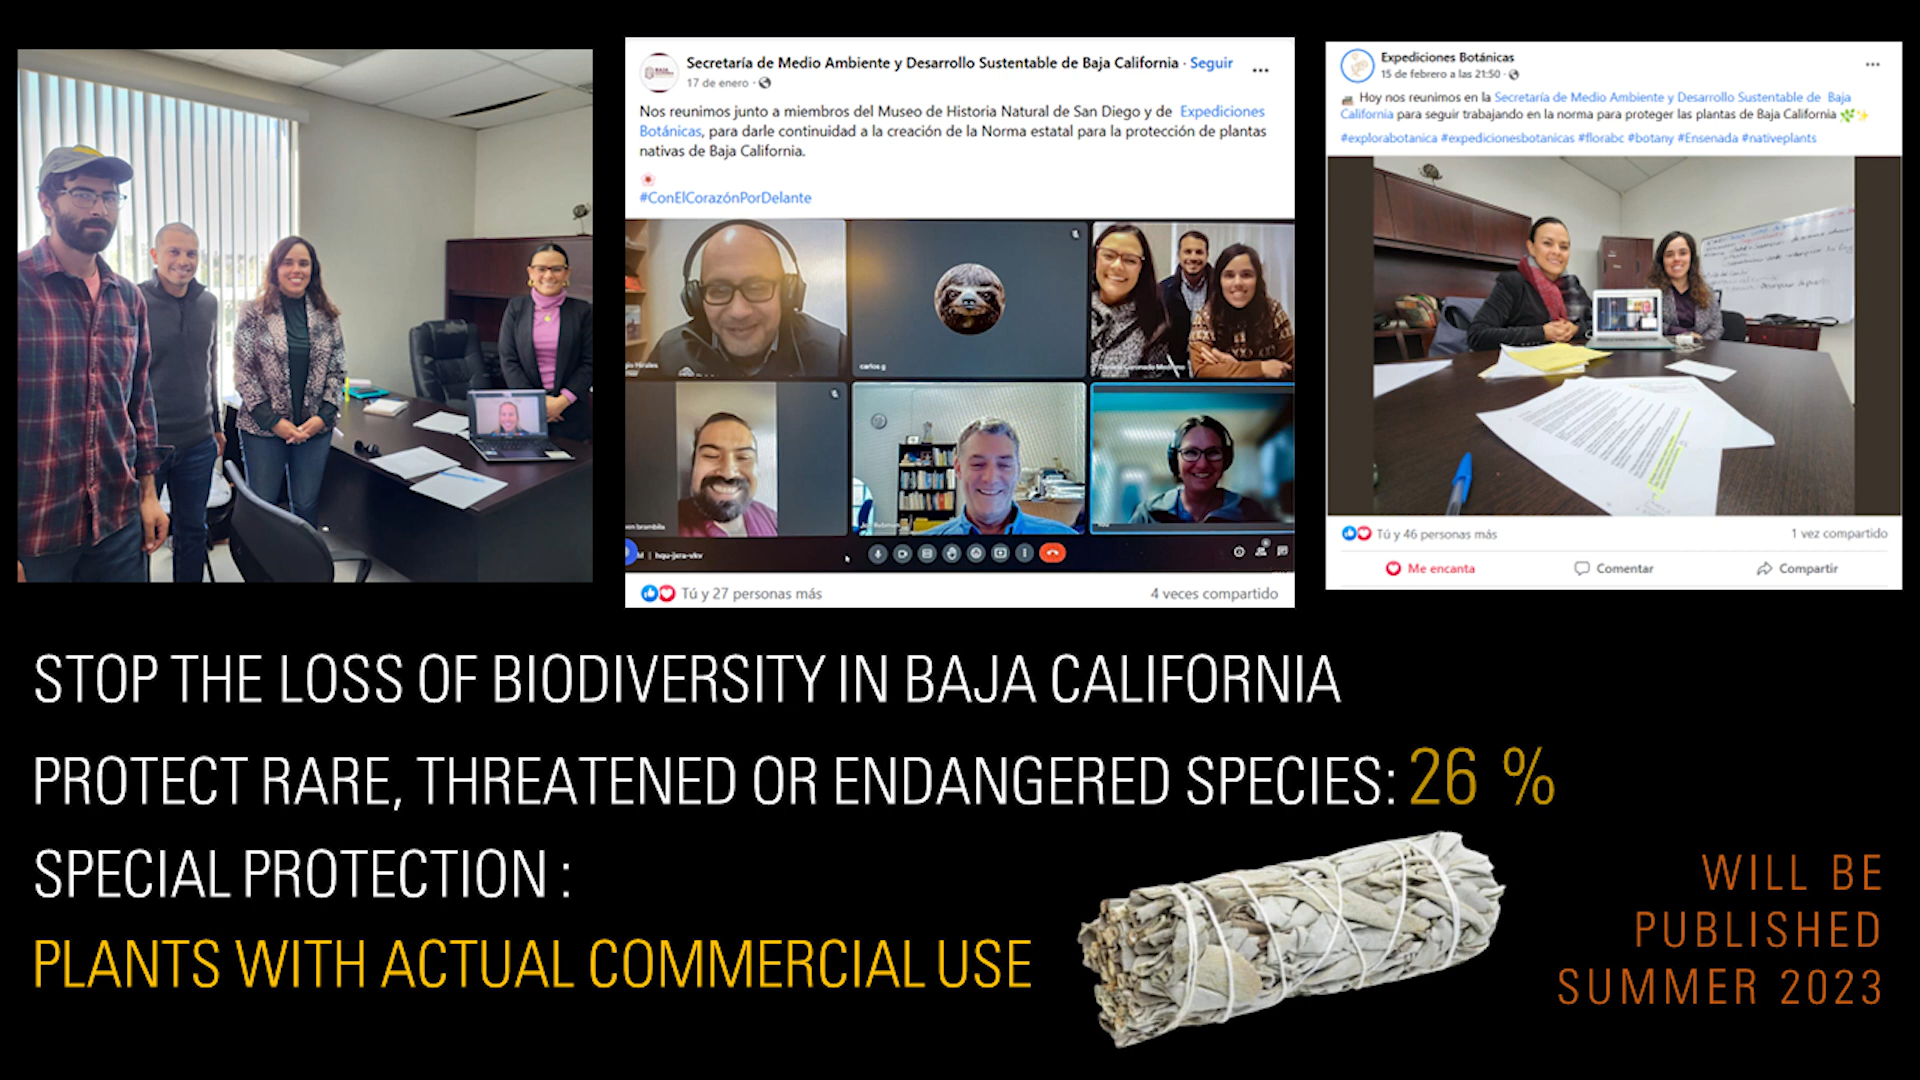 Secretaría de Medio Ambiente y Desarrollo Sustentable de Baja California · Seguir
17 de enero ·
Nos reunimos junto a miembros del Museo de Historia Natural de San Diego y de Expediciones
Botánicas, para darle continuidad a la creación de la Norma estatal para la protección de plantas
nativas de Baja California.
#ConElCorazónPorDelante
carlos g
hqu-jxra-vkv
Tú y 27 personas más
4 veces compartido
Expediciones Botánicas
15 de febrero a las 21:50 ·
Hoy nos reunimos en la Secretaría de Medio Ambiente y Desarrollo Sustentable de Baja
California para seguir trabajando en la norma para proteger las plantas de Baja California
#explorabotanica #expedicionesbotanicas #florabc #botany #Ensenada #nativeplants
Tú y 46 personas más
1 vez compartido
Me encanta
Comentar
Compartir
STOP THE LOSS OF BIODIVERSITY IN BAJA CALIFORNIA
PROTECT RARE, THREATENED OR ENDANGERED SPECIES: 26 %
SPECIAL PROTECTION :
PLANTS WITH ACTUAL COMMERCIAL USE
WILL BE
PUBLISHED
SUMMER 2023